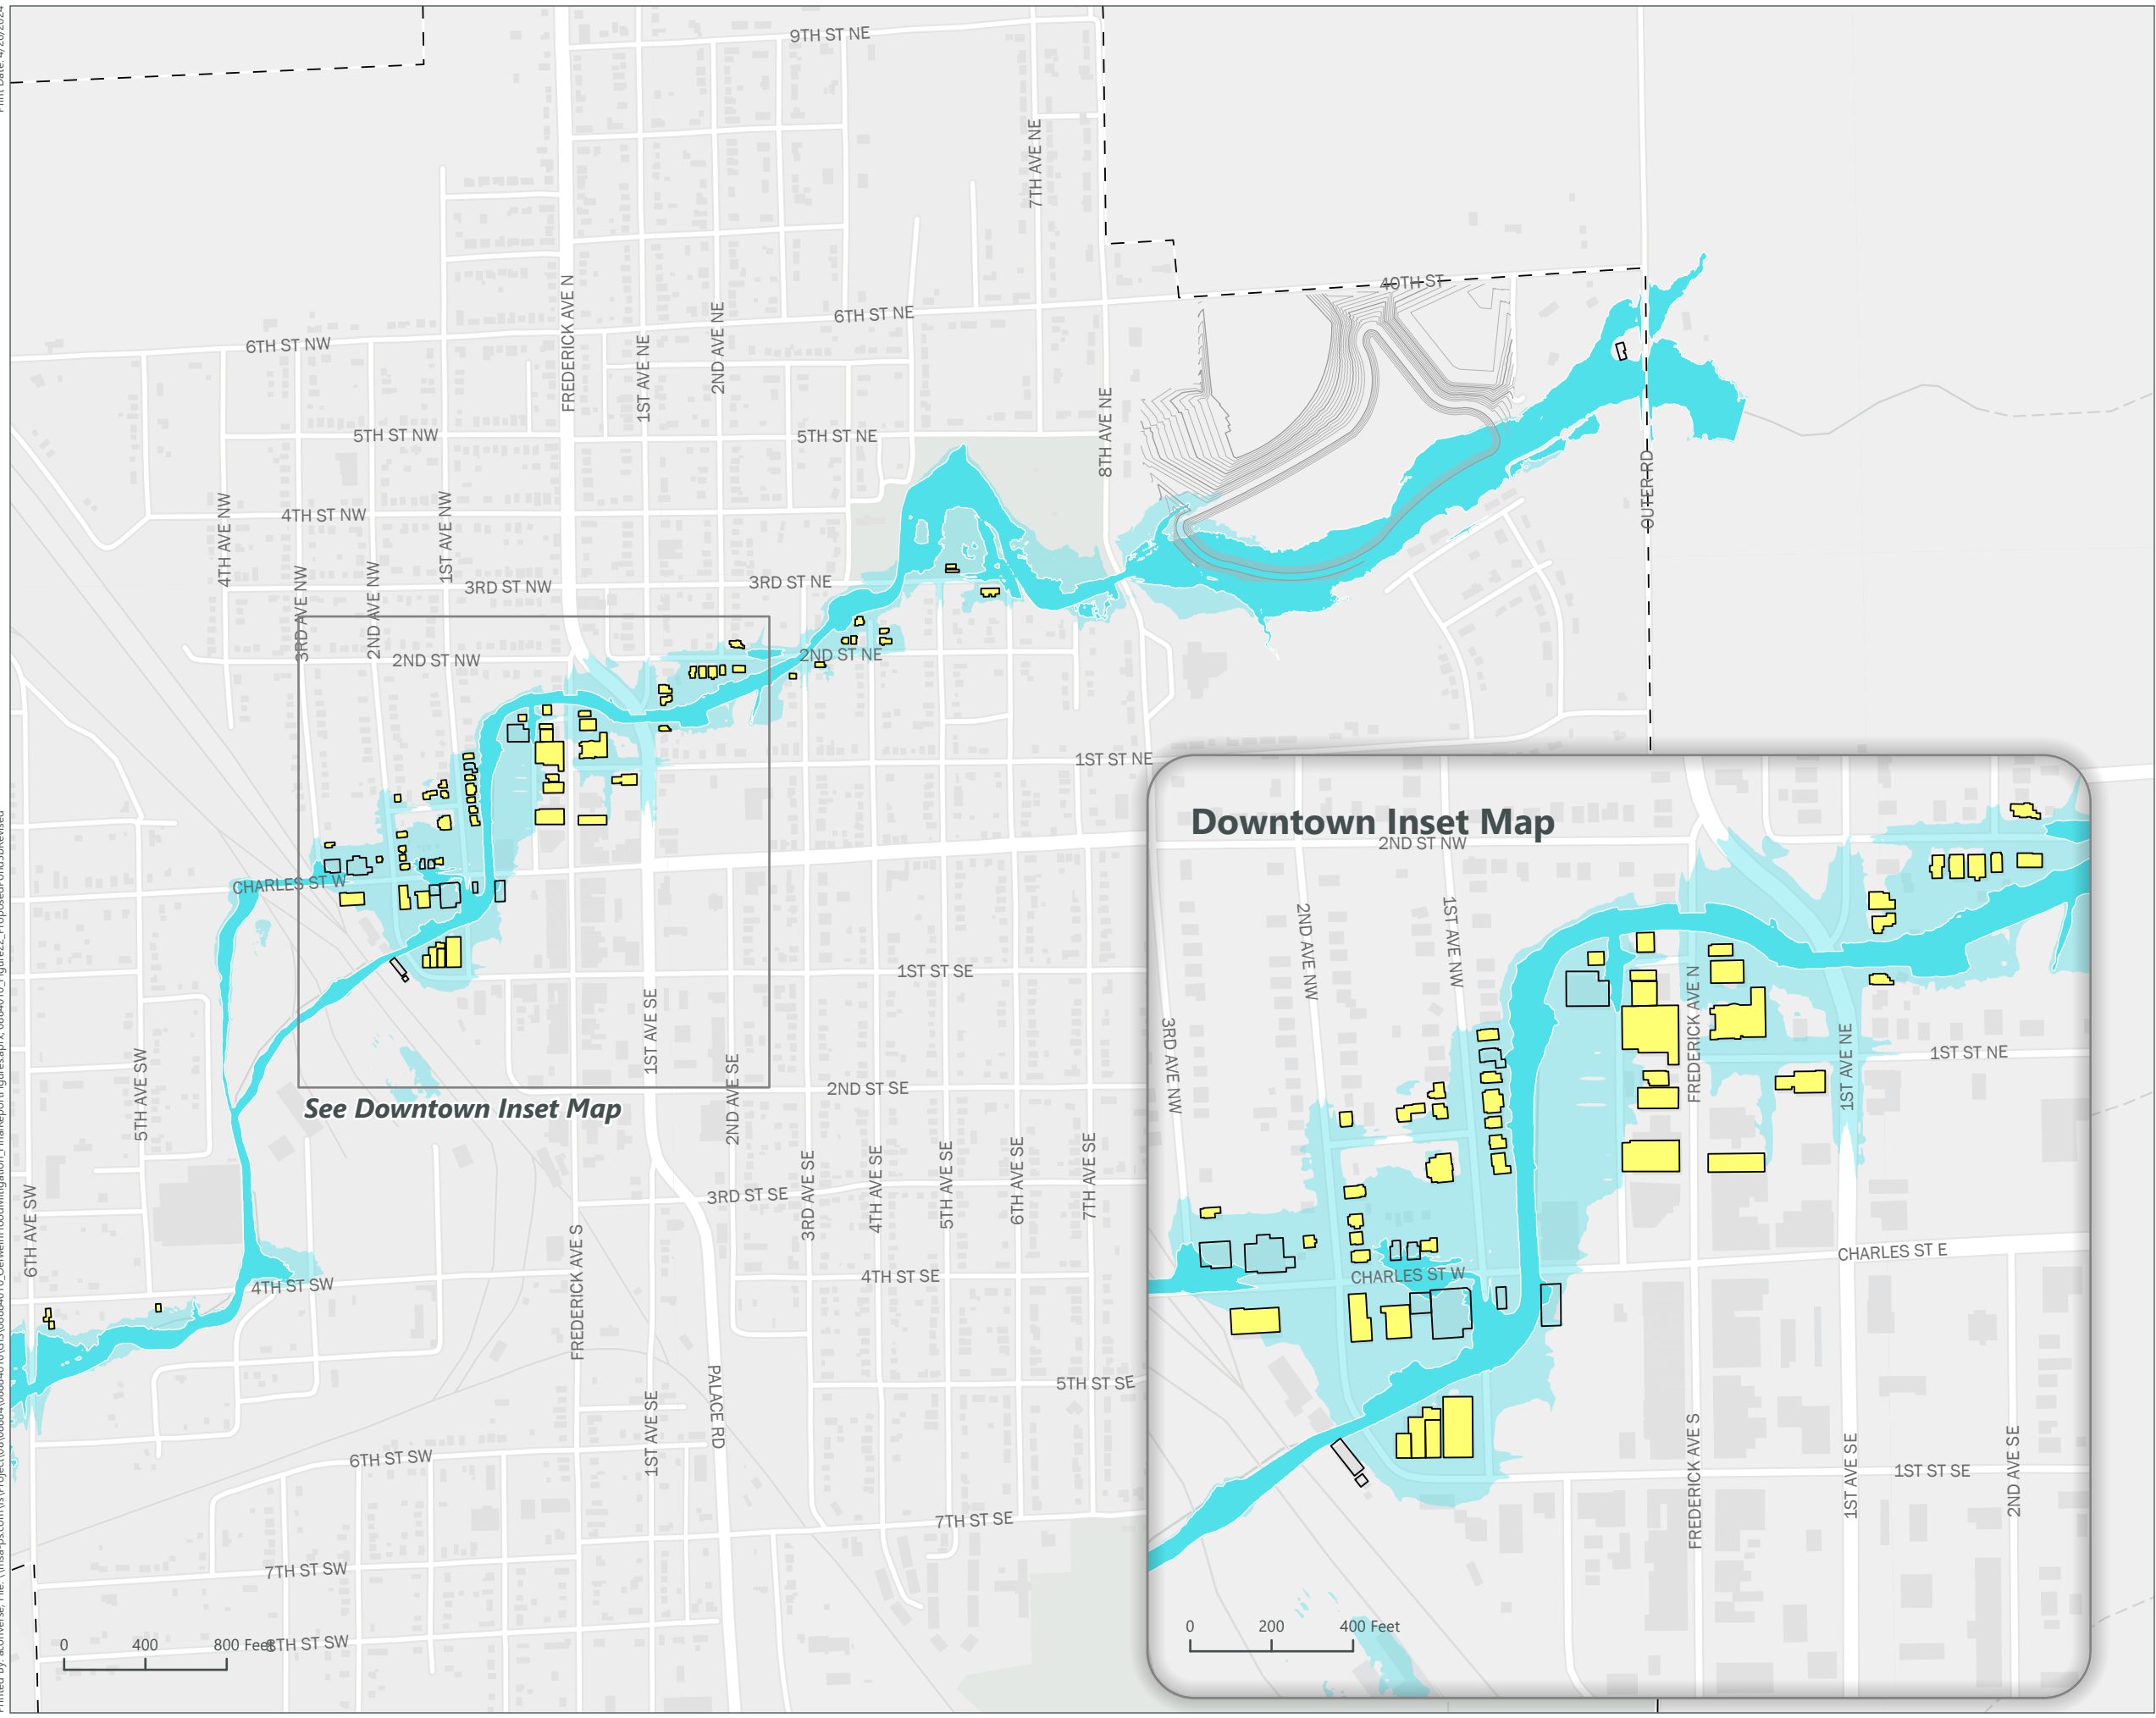 9TH ST NE
7TH AVE NE
40TH ST
6TH ST NE
6TH ST NW
FREDERICK AVE N
1ST AVE NE
2ND AVE NE
5TH ST NW
5TH ST NE
8TH AVE NE
OUTER RD
4TH AVE NW
4TH ST NW
1ST AVE NW
3RD AVE NW
2ND AVE NW
3RD ST NW
3RD ST NE
2ND ST NW
2ND ST NE
1ST ST NE
CHARLES ST W
1ST ST SE
1ST AVE SE
5TH AVE SW
2ND AVE SE
2ND ST SE
See Downtown Inset Map
6TH AVE SW
3RD ST SE
3RD AVE SE
4TH AVE SE
5TH AVE SE
6TH AVE SE
7TH AVE SE
4TH ST SW
4TH ST SE
FREDERICK AVE S
PALACE RD
1ST AVE SE
5TH ST SE
6TH ST SW
7TH ST SE
7TH ST SW
8TH ST SW
0 400 800 Feet
Downtown Inset Map
2ND ST NW
2ND AVE NW
1ST AVE NW
3RD AVE NW
FREDERICK AVE N
1ST AVE NE
1ST ST NE
CHARLES ST E
CHARLES ST W
FREDERICK AVE S
1ST AVE SE
2ND AVE SE
1ST ST SE
0 200 400 Feet